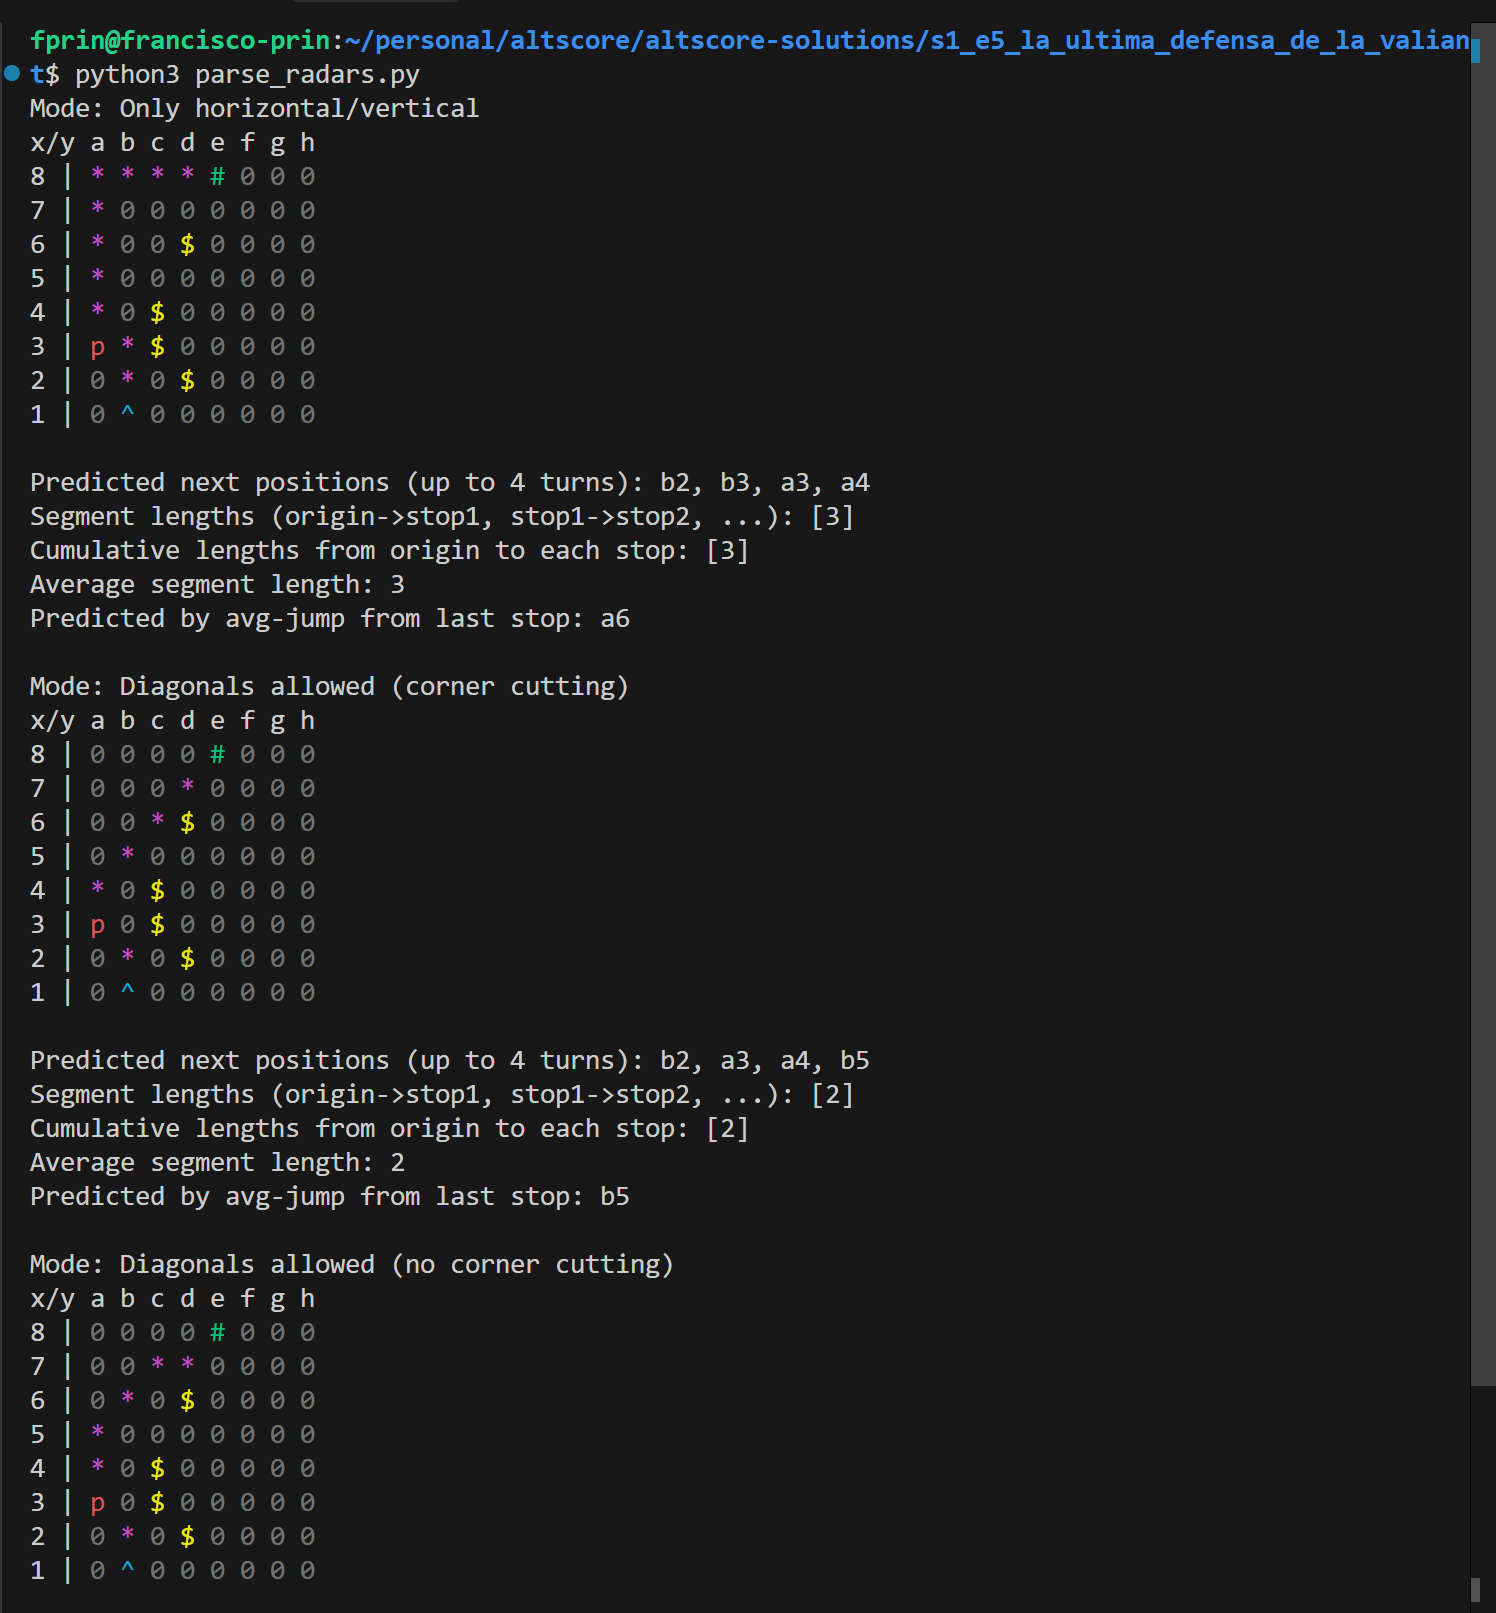 fprin@francisco-prin:~/personal/altscore/altscore-solutions/s1_e5_la_ultima_defensa_de_la_valian
t$ python3 parse_radars.py
Mode: Only horizontal/vertical
x/y a b c d e f g h
8 | * * * * # 0 0 0
7 | * 0 0 0 0 0 0 0
6 | * 0 0 $ 0 0 0 0
5 | * 0 0 0 0 0 0 0
4 | * 0 $ 0 0 0 0 0
3 | p * $ 0 0 0 0 0
2 | 0 * 0 $ 0 0 0 0
1 | 0 ^ 0 0 0 0 0 0
Predicted next positions (up to 4 turns): b2, b3, a3, a4
Segment lengths (origin->stop1, stop1->stop2, ...): [3]
Cumulative lengths from origin to each stop: [3]
Average segment length: 3
Predicted by avg-jump from last stop: a6
Mode: Diagonals allowed (corner cutting)
x/y a b c d e f g h
8 | 0 0 0 0 # 0 0 0
7 | 0 0 0 * 0 0 0 0
6 | 0 0 * $ 0 0 0 0
5 | 0 * 0 0 0 0 0 0
4 | * 0 $ 0 0 0 0 0
3 | p 0 $ 0 0 0 0 0
2 | 0 * 0 $ 0 0 0 0
1 | 0 ^ 0 0 0 0 0 0
Predicted next positions (up to 4 turns): b2, a3, a4, b5
Segment lengths (origin->stop1, stop1->stop2, ...): [2]
Cumulative lengths from origin to each stop: [2]
Average segment length: 2
Predicted by avg-jump from last stop: b5
Mode: Diagonals allowed (no corner cutting)
x/y a b c d e f g h
8 | 0 0 0 0 # 0 0 0
7 | 0 0 * * 0 0 0 0
6 | 0 * 0 $ 0 0 0 0
5 | * 0 0 0 0 0 0 0
4 | * 0 $ 0 0 0 0 0
3 | p 0 $ 0 0 0 0 0
2 | 0 * 0 $ 0 0 0 0
1 | 0 ^ 0 0 0 0 0 0